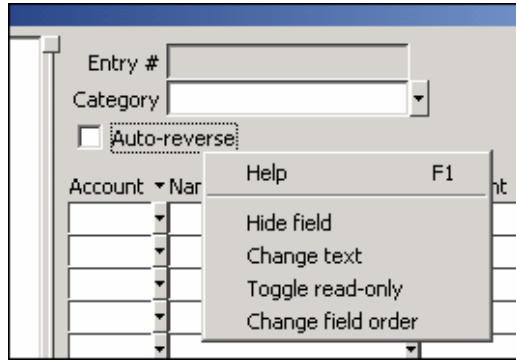 Entry #
Category
Auto-reverse
Account
Help F1
Hide field
Change text
Toggle read-only
Change field order